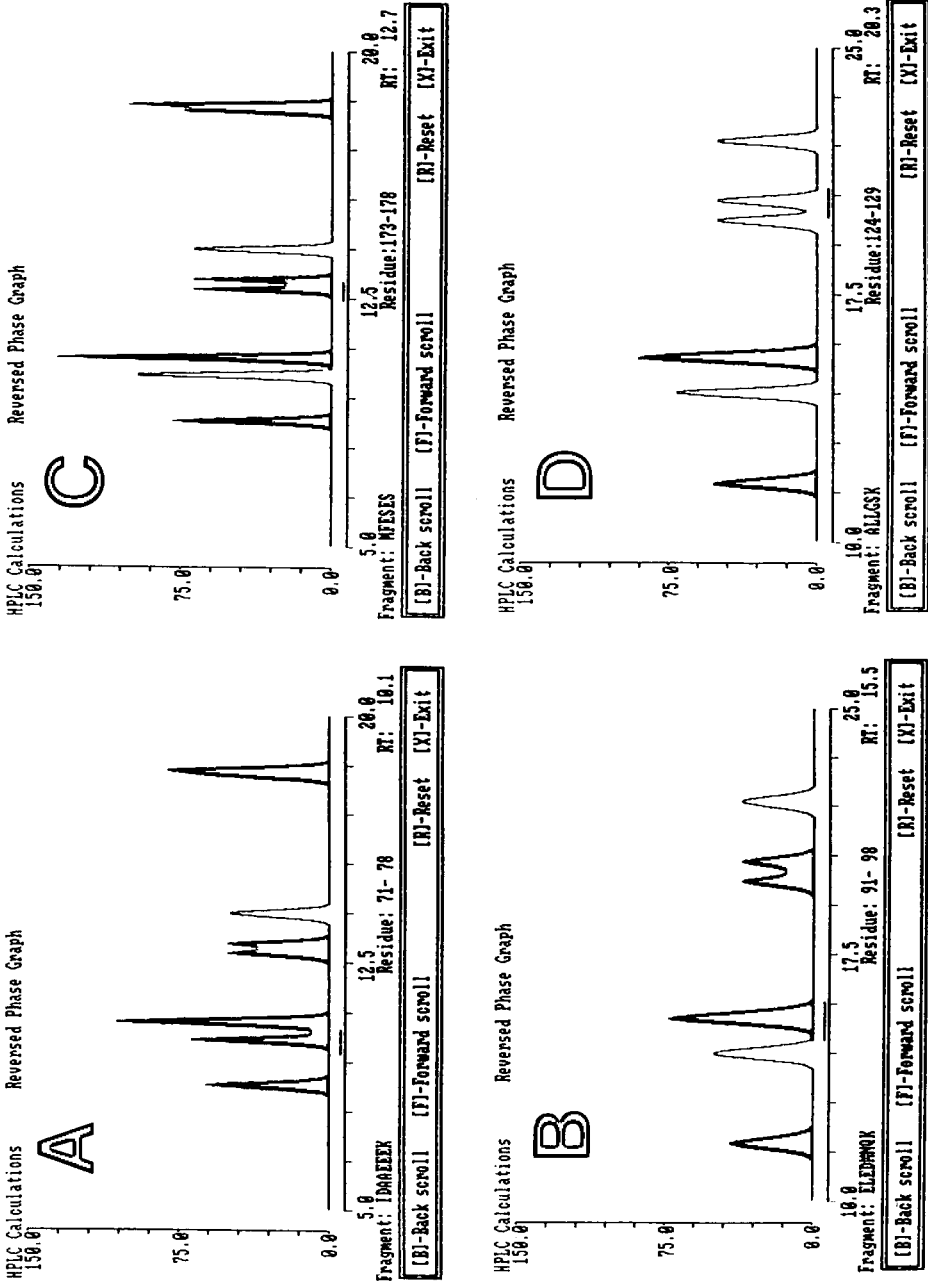 HPLC Calculations Reversed Phase Graph
150.0
A
75.0
0.0
5.0 12.5 20.0
Fragment: IDAAEEEK Residue: 71- 78 RT: 10.1
[B]-Back scroll [F]-Forward scroll [R]-Reset [X]-Exit
HPLC Calculations Reversed Phase Graph
150.0
C
75.0
0.0
5.0 12.5 20.0
Fragment: MFESES Residue:173-178 RT: 12.7
[B]-Back scroll [F]-Forward scroll [R]-Reset [X]-Exit
HPLC Calculations Reversed Phase Graph
150.0
B
75.0
0.0
10.0 17.5 25.0
Fragment: Residue: 91- 98 RT: 15.5
[B]-Back scroll [F]-Forward scroll [R]-Reset [X]-Exit
HPLC Calculations Reversed Phase Graph
150.0
D
75.0
0.0
10.0 17.5 25.0
Fragment: ALLGSK Residue:124-129 RT: 20.3
[B]-Back scroll [F]-Forward scroll [R]-Reset [X]-Exit